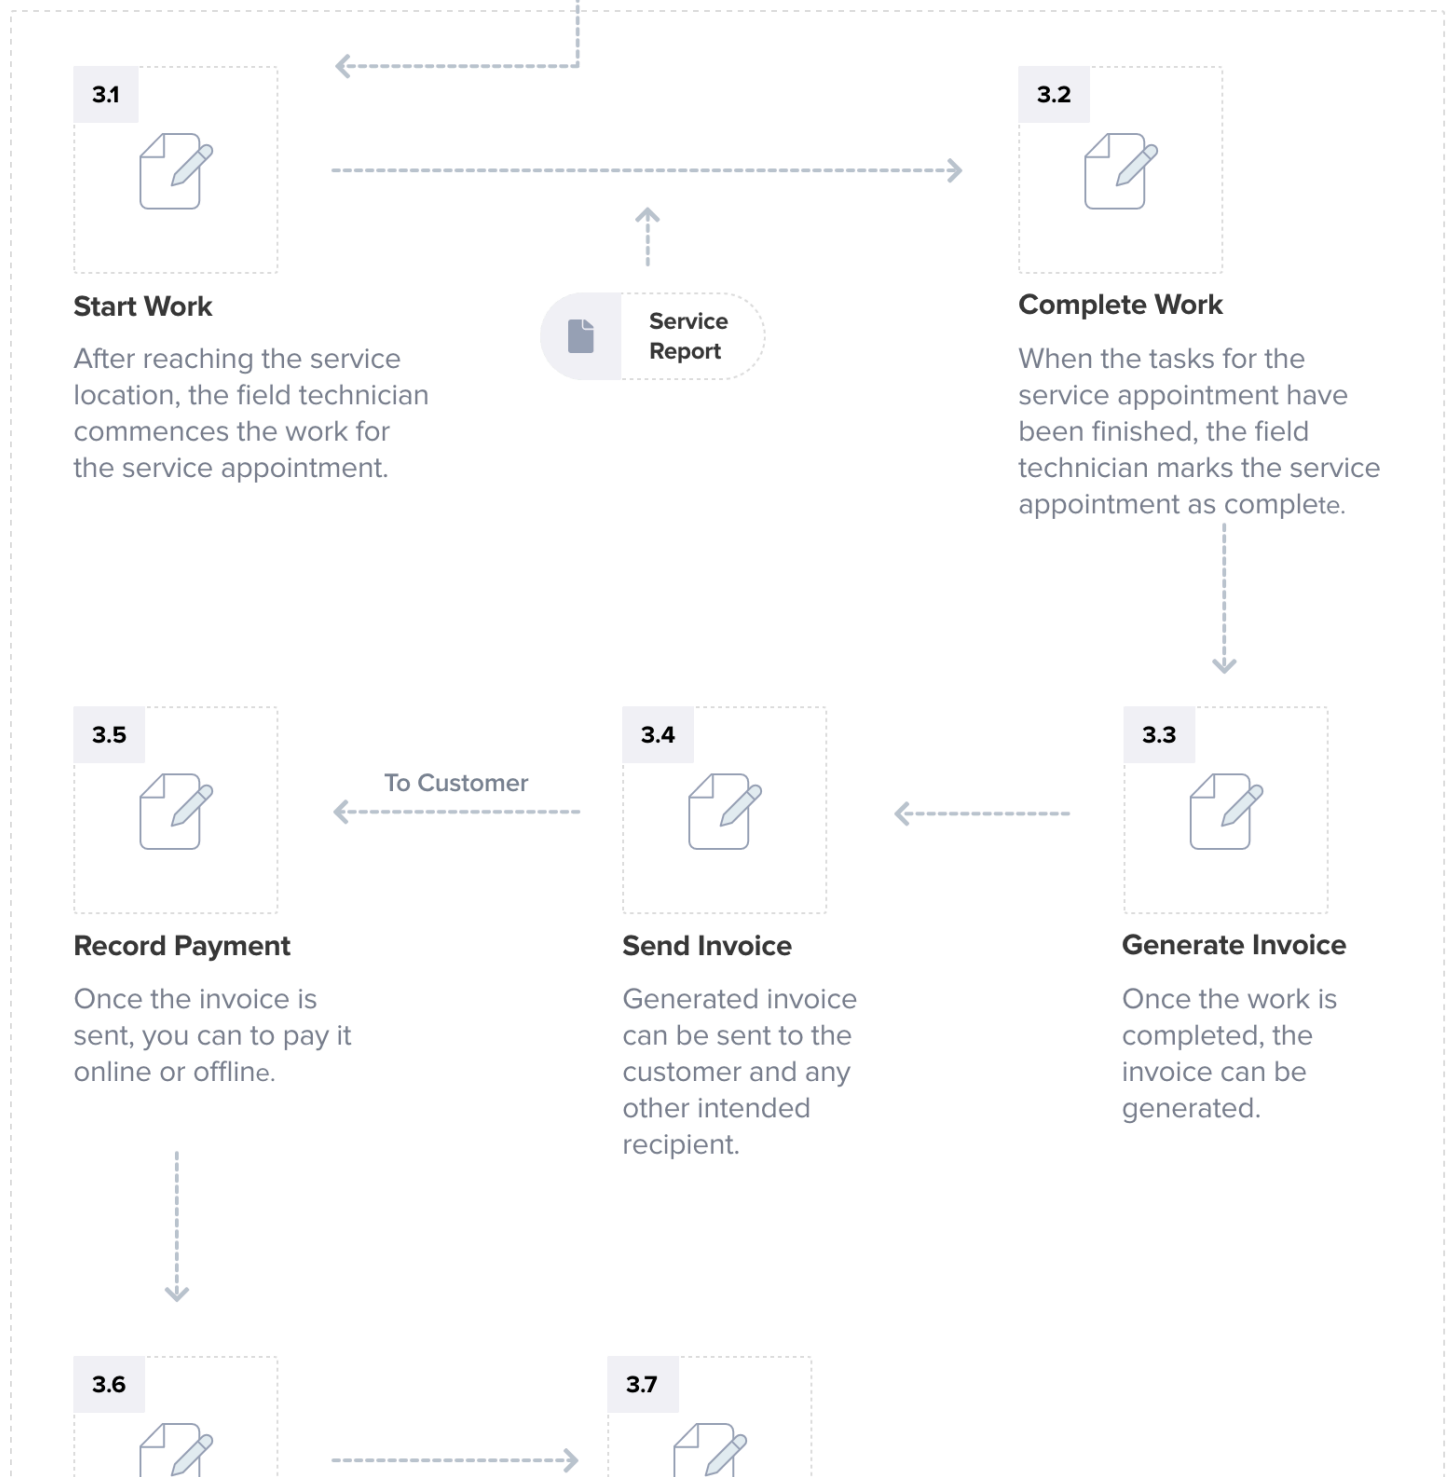 3.1
Start Work
After reaching the service
location, the field technician
commences the work for
the service appointment.
Service
Report
3.2
Complete Work
When the tasks for the
service appointment have
been finished, the field
technician marks the service
appointment as complete.
3.3
Generate Invoice
Once the work is
completed, the
invoice can be
generated.
3.4
Send Invoice
Generated invoice
can be sent to the
customer and any
other intended
recipient.
To Customer
3.5
Record Payment
Once the invoice is
sent, you can to pay it
online or offline.
3.6
3.7